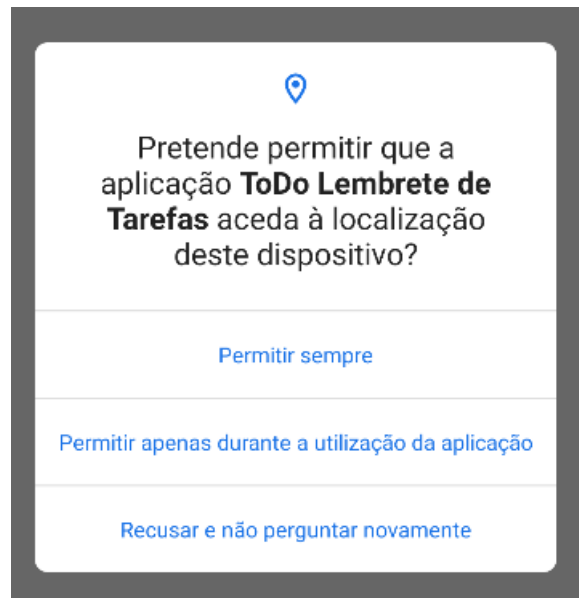 Pretende permitir que a
aplicação ToDo Lembrete de
Tarefas aceda à localização
deste dispositivo?
Permitir sempre
Permitir apenas durante a utilização da aplicação
Recusar e não perguntar novamente